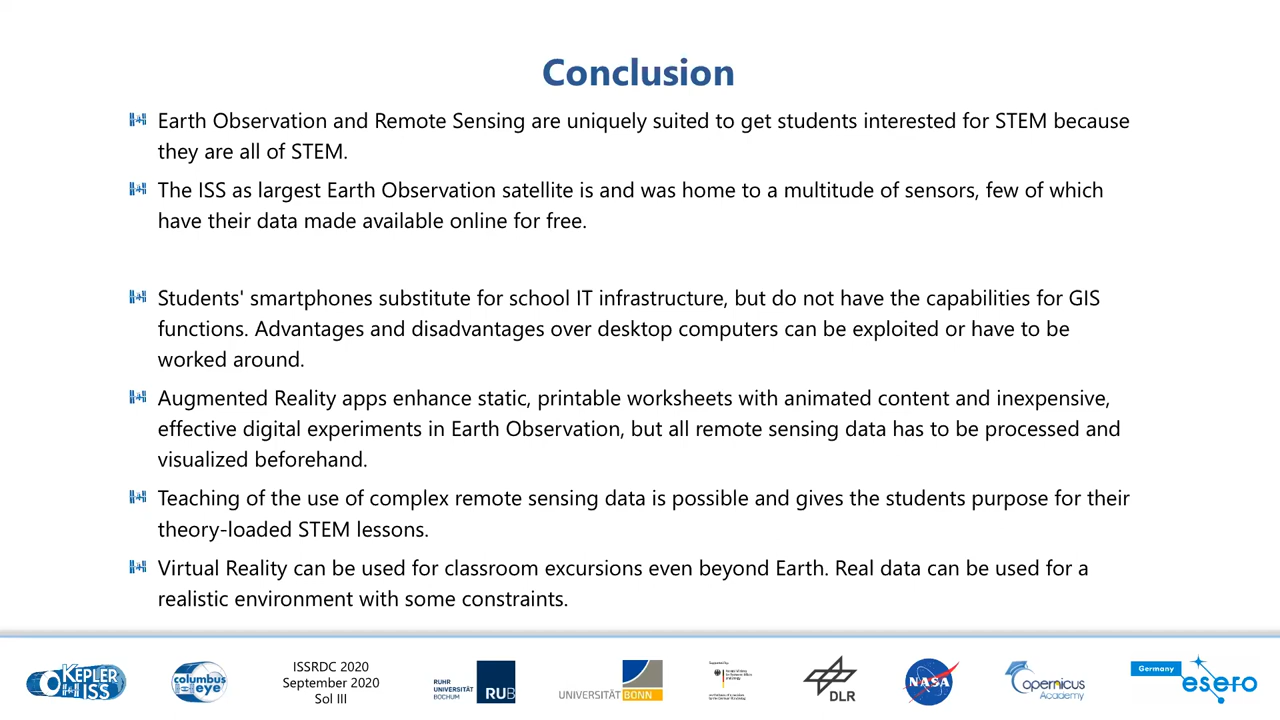 Conclusion
Earth Observation and Remote Sensing are uniquely suited to get students interested for STEM because
they are all of STEM.
The ISS as largest Earth Observation satellite is and was home to a multitude of sensors, few of which
have their data made available online for free.
Students' smartphones substitute for school IT infrastructure, but do not have the capabilities for GIS
functions. Advantages and disadvantages over desktop computers can be exploited or have to be
worked around.
Augmented Reality apps enhance static, printable worksheets with animated content and inexpensive,
effective digital experiments in Earth Observation, but all remote sensing data has to be processed and
visualized beforehand.
Teaching of the use of complex remote sensing data is possible and gives the students purpose for their
theory-loaded STEM lessons.
Virtual Reality can be used for classroom excursions even beyond Earth. Real data can be used for a
realistic environment with some constraints.
KEPLER
ISS
columbus
eye
ISSRDC 2020
September 2020
Sol III
RUHR
UNIVERSITÄT
BOCHUM
RUB
UNIVERSITÄT BONN
DLR
NASA
opernicus
Academy
Germany
esero